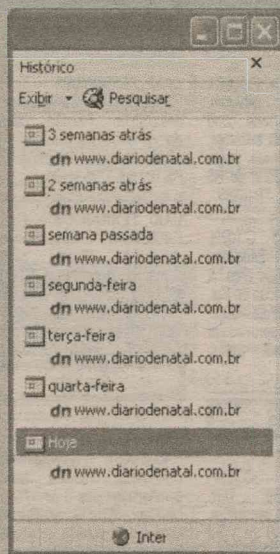 Histórico
Exibir Pesquisar
3 semanas atrás
dn www.diariodenatal.com.br
2 semanas atrás
dn www.diariodenatal.com.br
semana passada
dn www.diariodenatal.com.br
segunda-feira
dn www.diariodenatal.com.br
terça-feira
dn www.diariodenatal.com.br
quarta-feira
dn www.diariodenatal.com.br
Hoje
dn www.diariodenatal.com.br
Inter